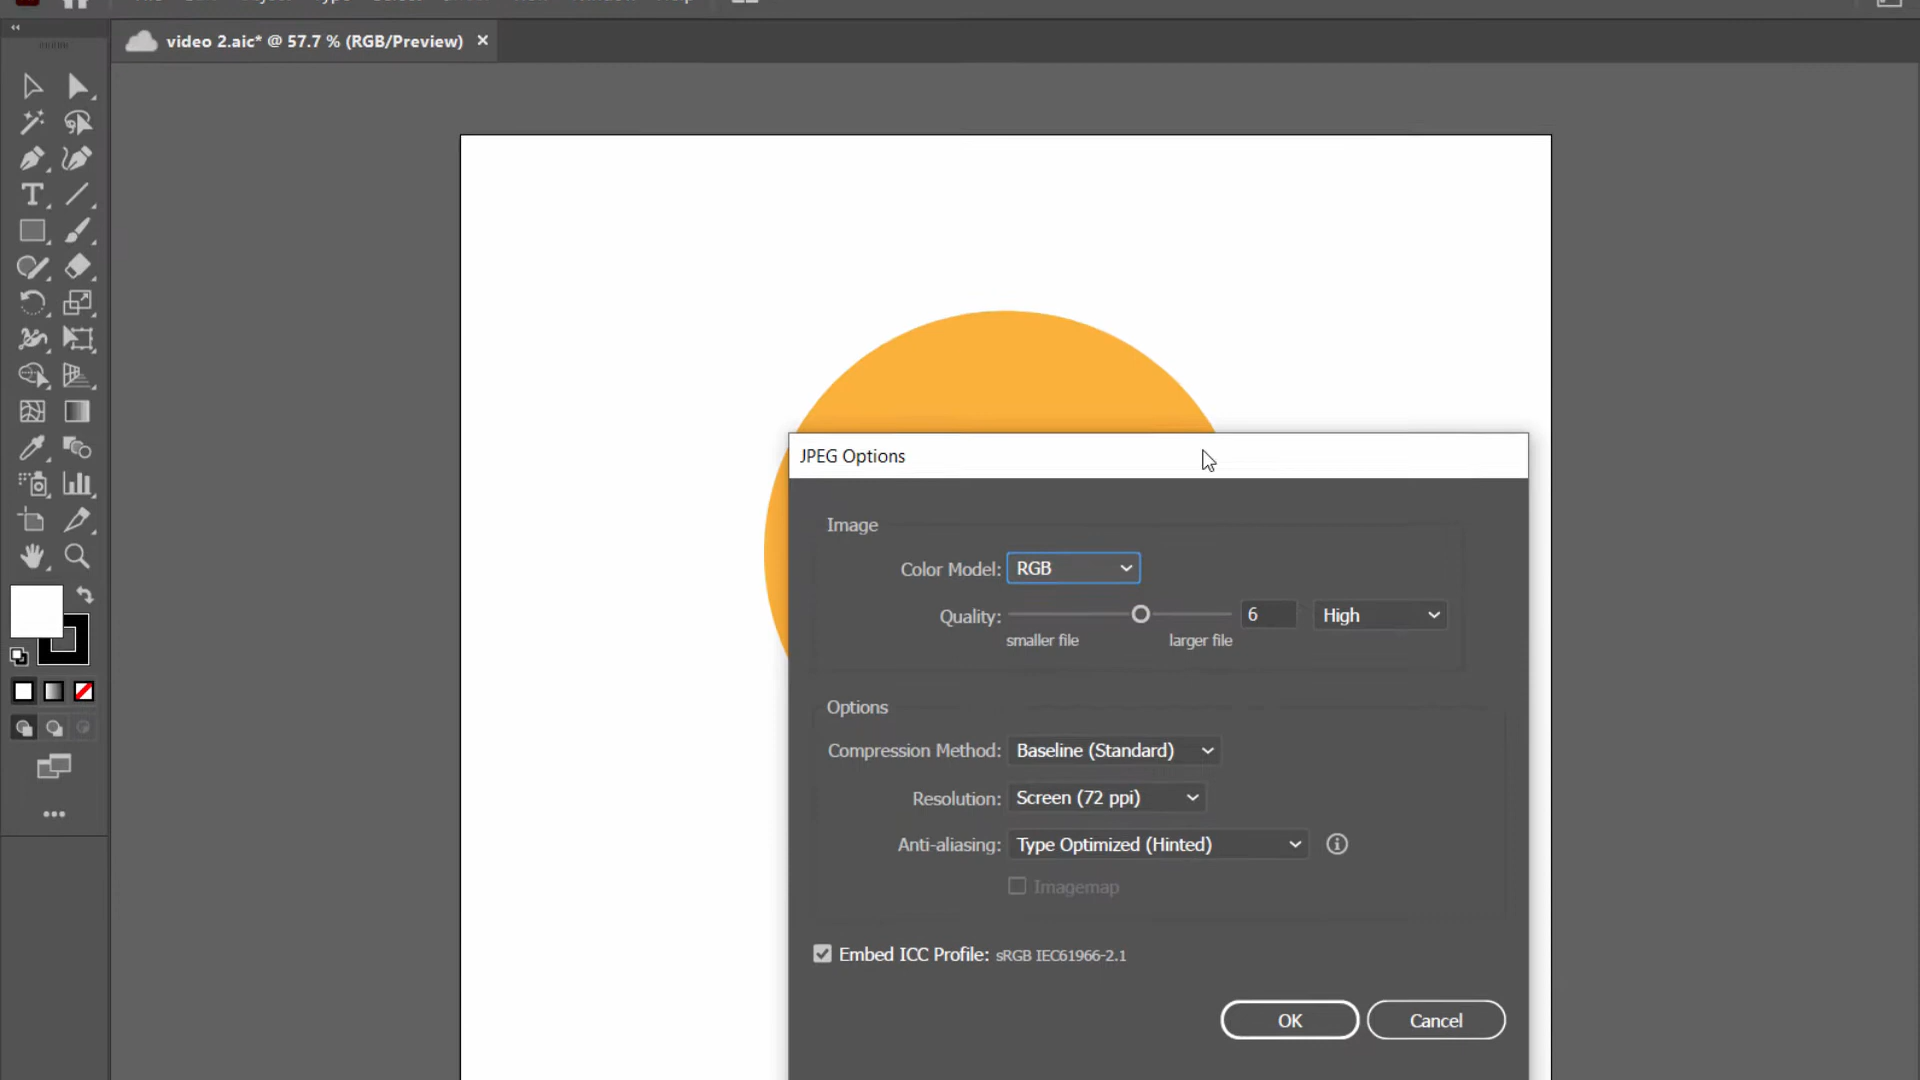 video 2.aic* @ 57.7 % (RGB/Preview) ×
JPEG Options
Image
Color Model: RGB
Quality: 6 High
smaller file larger file
Options
Compression Method: Baseline (Standard)
Resolution: Screen (72 ppi)
Anti-aliasing: Type Optimized (Hinted)
Imagemap
Embed ICC Profile: sRGB IEC61966-2.1
OK Cancel